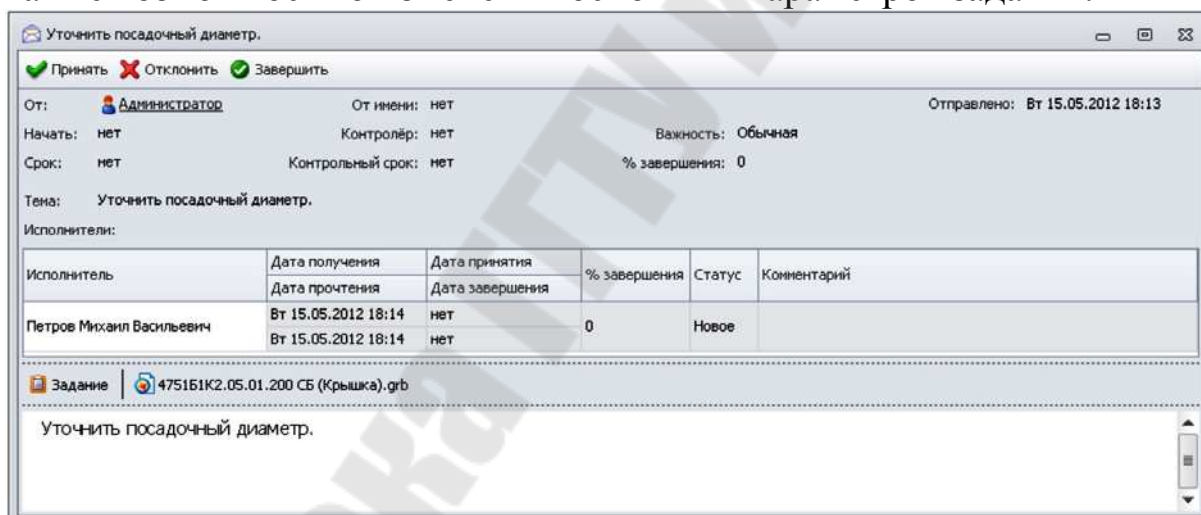 Уточнить посадочный диаметр.
Принять Отклонить Завершить
От: Администратор От имени: нет Отправлено: Вт 15.05.2012 18:13
Начать: нет Контролёр: нет Важность: Обычная
Срок: нет Контрольный срок: нет % завершения: 0
Тема: Уточнить посадочный диаметр.
Исполнители:
Исполнитель Дата получения Дата принятия % завершения Статус Комментарий
Дата прочтения Дата завершения
Петров Михаил Васильевич Вт 15.05.2012 18:14 нет 0 Новое
Вт 15.05.2012 18:14 нет
Задание 4751Б1К2.05.01.200 СБ (Крышка).grb
Уточнить посадочный диаметр.